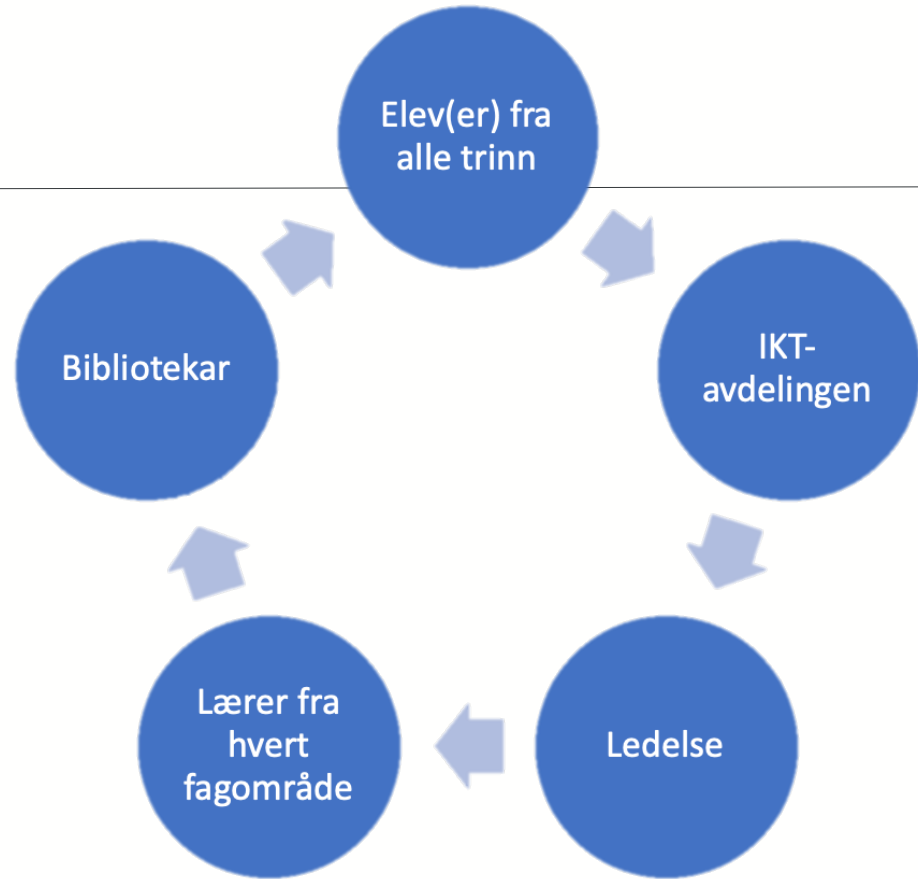 Elev(er) fra
alle trinn
IKT-
avdelingen
Ledelse
Lærer fra
hvert
fagområde
Bibliotekar